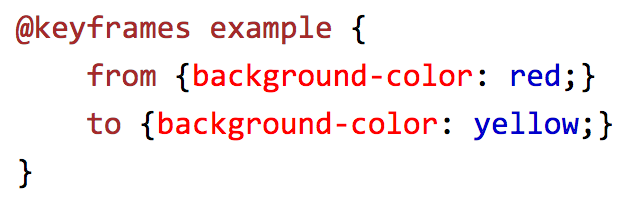 @keyframes example {
    from {background-color: red;}
    to {background-color: yellow;}
}